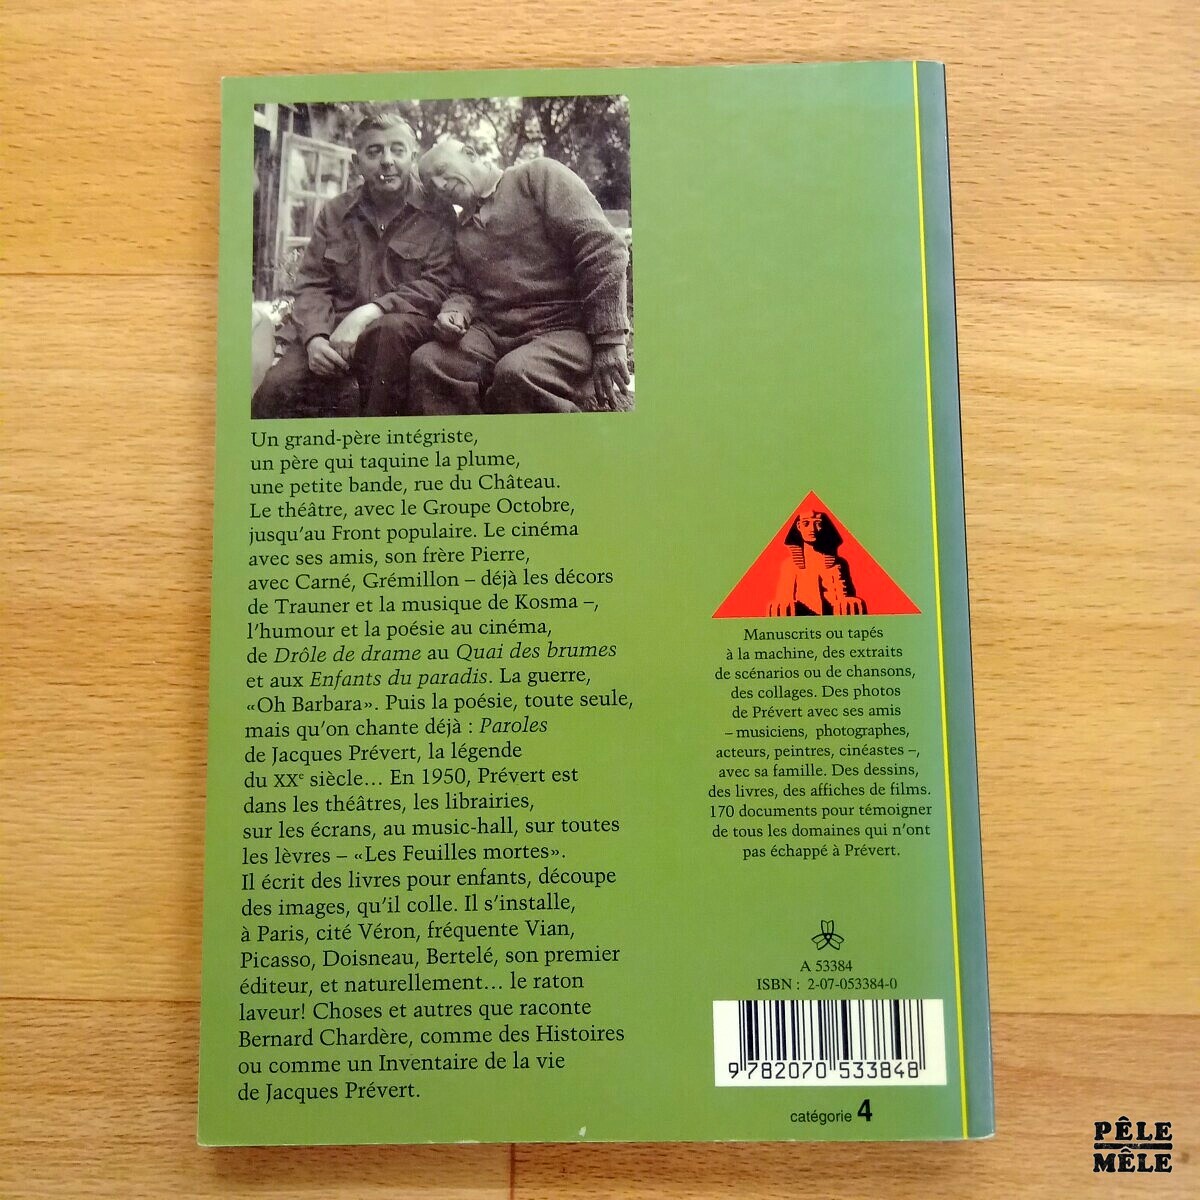 Un grand-père intégriste,
un père qui taquine la plume,
une petite bande, rue du Château.
Le théâtre, avec le Groupe Octobre,
jusqu'au Front populaire. Le cinéma
avec ses amis, son frère Pierre,
avec Carné, Grémillon – déjà les décors
de Trauner et la musique de Kosma –,
l'humour et la poésie au cinéma,
de Drôle de drame au Quai des brumes
et aux Enfants du paradis. La guerre,
«Oh Barbara». Puis la poésie, toute seule,
mais qu'on chante déjà : Paroles
de Jacques Prévert, la légende
du XXe siècle... En 1950, Prévert est
dans les théâtres, les librairies,
sur les écrans, au music-hall, sur toutes
les lèvres – «Les Feuilles mortes».
Il écrit des livres pour enfants, découpe
des images, qu'il colle. Il s'installe,
à Paris, cité Véron, fréquente Vian,
Picasso, Doisneau, Bertelé, son premier
éditeur, et naturellement... le raton
laveur! Choses et autres que raconte
Bernard Chardère, comme des Histoires
ou comme un Inventaire de la vie
de Jacques Prévert.
Manuscrits ou tapés
à la machine, des extraits
de scénarios ou de chansons,
des collages. Des photos
de Prévert avec ses amis
– musiciens, photographes,
acteurs, peintres, cinéastes –,
avec sa famille. Des dessins,
des livres, des affiches de films.
170 documents pour témoigner
de tous les domaines qui n'ont
pas échappé à Prévert.
A 53384
ISBN : 2-07-053384-0
9 782070 533848
catégorie 4
PÊLE
MÊLE